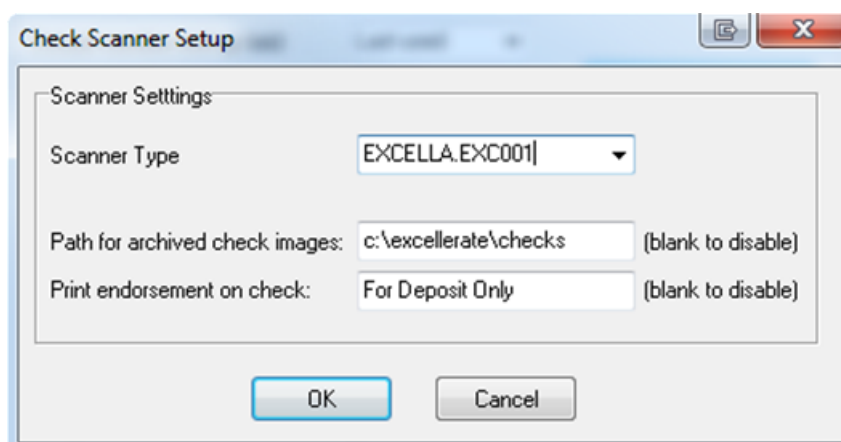 Check Scanner Setup
Scanner Setttings
Scanner Type EXCELLA.EXC001
Path for archived check images: c:\excellerate\checks (blank to disable)
Print endorsement on check: For Deposit Only (blank to disable)
OK Cancel